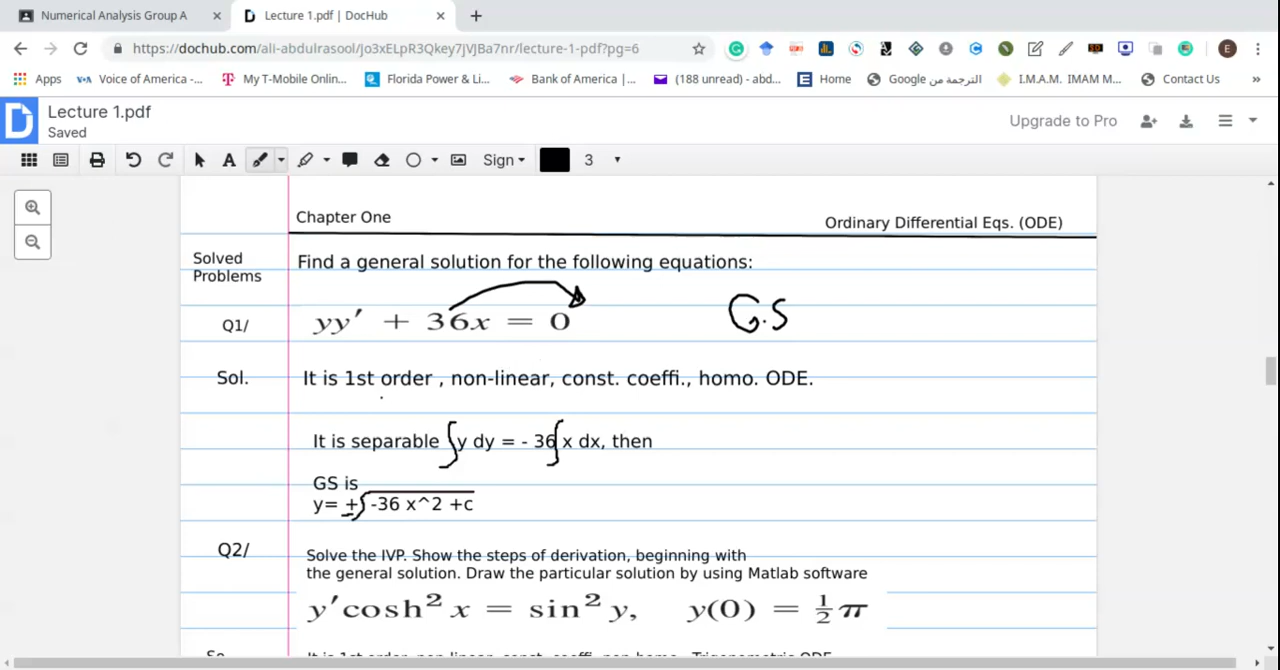 Numerical Analysis Group A
Lecture 1.pdf | DocHub
https://dochub.com/ali-abdulrasool/jo3xELpR3Qkey7jVJBa7nr/lecture-1-pdf?pg=6
E
Apps Voice of America -... My T-Mobile Onlin... Florida Power & Li... Bank of America |... (188 unread) - abd... Home الترجمة من Google I.M.A.M. IMAM M... Contact Us »
Lecture 1.pdf
Saved
Upgrade to Pro
A Sign 3
Chapter One
Ordinary Differential Eqs. (ODE)
Solved Problems
Find a general solution for the following equations:
Q1/ yy′ + 36x = 0 G.S
Sol. It is 1st order , non-linear, const. coeffi., homo. ODE.
It is separable ∫y dy = - 36∫x dx, then
GS is
y= ±√-36 x^2 +c
Q2/ Solve the IVP. Show the steps of derivation, beginning with
the general solution. Draw the particular solution by using Matlab software
y′cosh² x = sin² y, y(0) = ½π